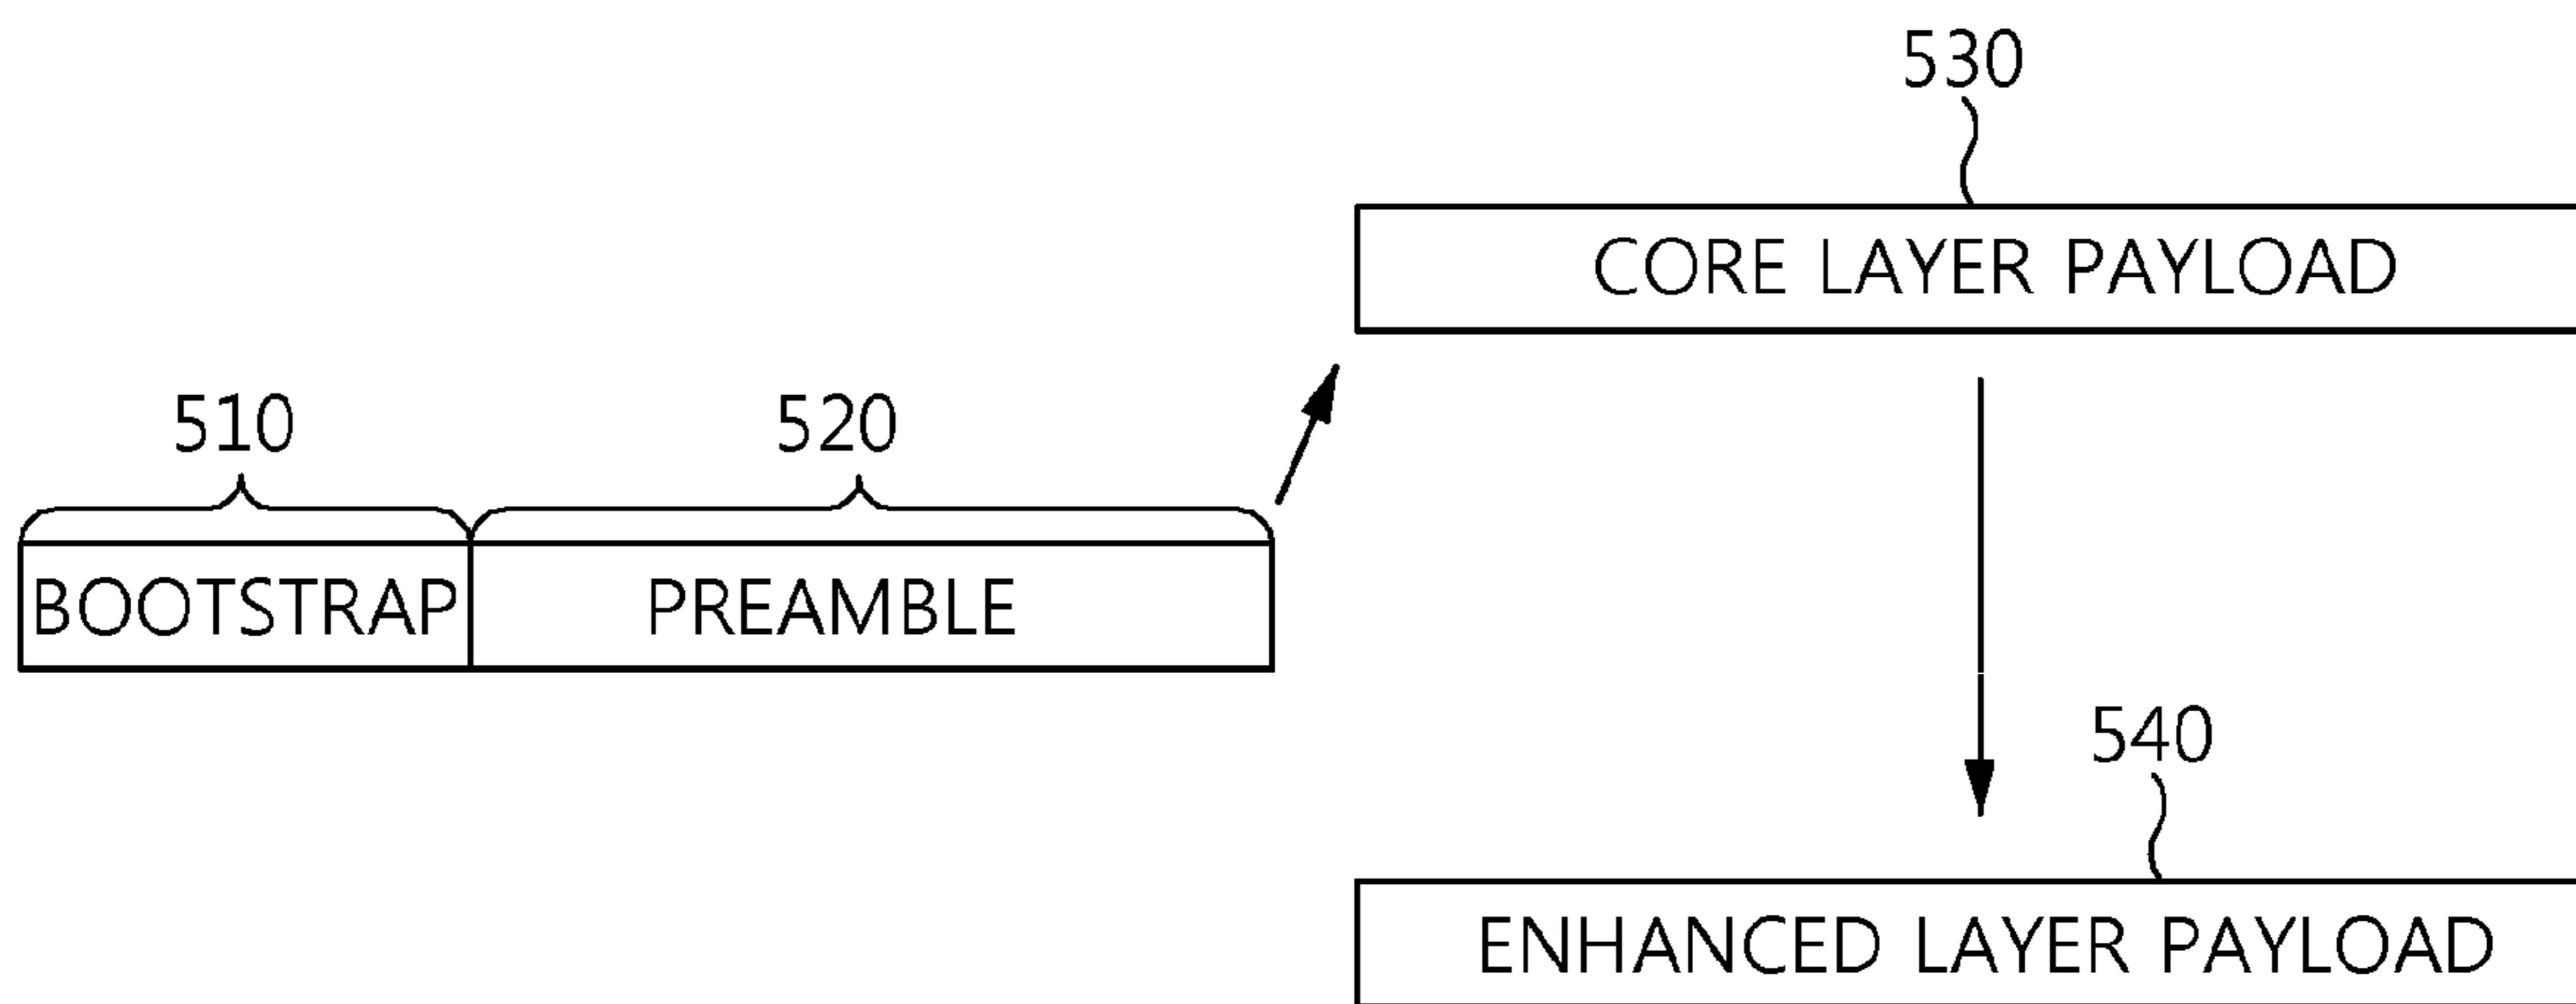 530
CORE LAYER PAYLOAD
510 520
BOOTSTRAP PREAMBLE
540
ENHANCED LAYER PAYLOAD